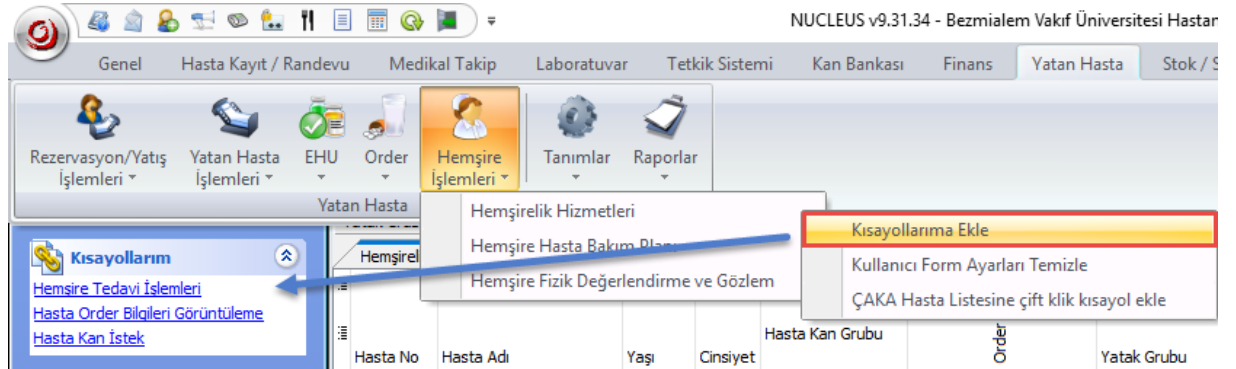 NUCLEUS v9.31.34 - Bezmialem Vakıf Üniversitesi Hastan
Genel Hasta Kayıt / Randevu Medikal Takip Laboratuvar Tetkik Sistemi Kan Bankası Finans Yatan Hasta Stok / S
Rezervasyon/Yatış İşlemleri
Yatan Hasta İşlemleri
EHU
Order
Hemşire İşlemleri
Tanımlar
Raporlar
Yatan Hasta
Hemşirelik Hizmetleri
Hemşire Hasta Bakım Planı
Hemşire Fizik Değerlendirme ve Gözlem
Kısayollarıma Ekle
Kullanıcı Form Ayarları Temizle
ÇAKA Hasta Listesine çift klik kısayol ekle
Kısayollarım
Hemşire Tedavi İşlemleri
Hasta Order Bilgileri Görüntüleme
Hasta Kan İstek
Hemşirel
Hasta No Hasta Adı Yaşı Cinsiyet Hasta Kan Grubu Order Yatak Grubu